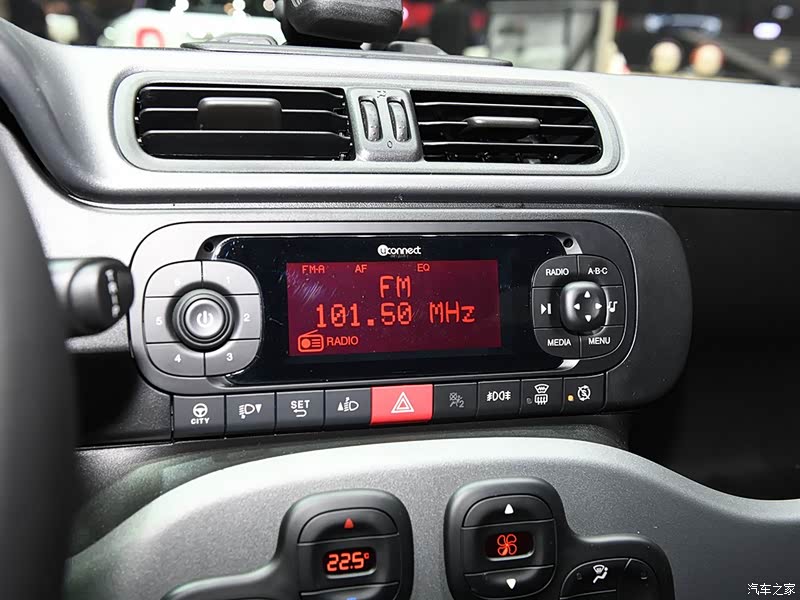 O
uconnect
FM-A AF EQ
FM
101.50 MHz
RADIO
6 1
5 2
4 3
RADIO A·B·C
MEDIA MENU
CITY
SET
22.5°
汽车之家